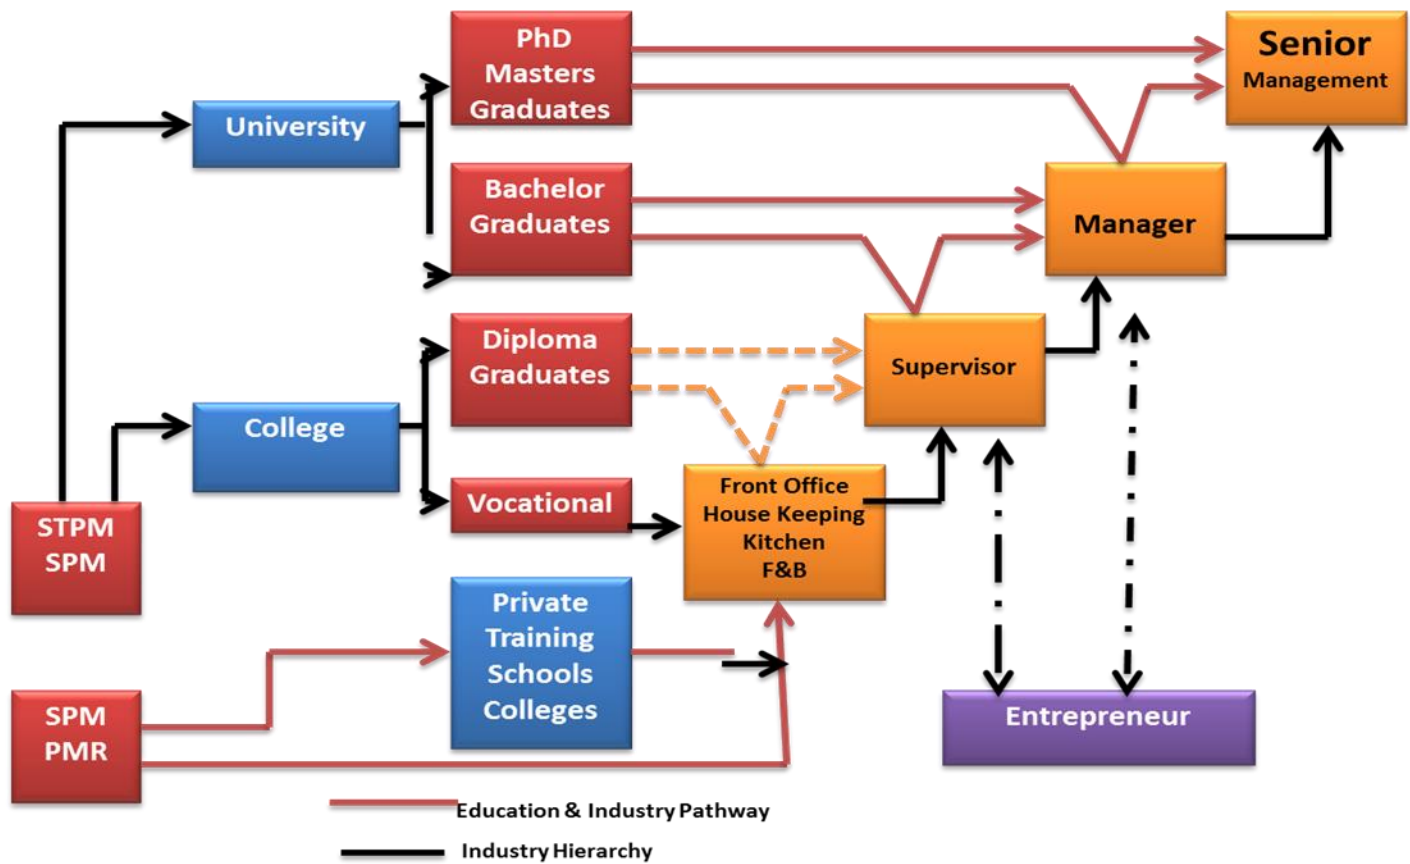 PhD
Masters
Graduates
Senior
Management
University
Bachelor
Graduates
Manager
Diploma
Graduates
Supervisor
College
Vocational
Front Office
House Keeping
Kitchen
F&B
STPM
SPM
Private
Training
Schools
Colleges
SPM
PMR
Entrepreneur
Education & Industry Pathway
Industry Hierarchy